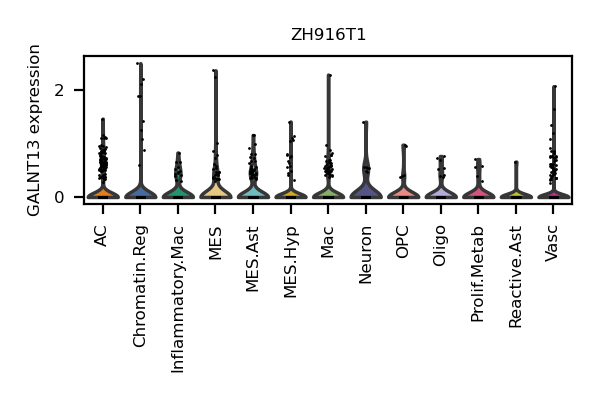 ZH916T1
GALNT13 expression
2
0
AC
Chromatin.Reg
Inflammatory.Mac
MES
MES.Ast
MES.Hyp
Mac
Neuron
OPC
Oligo
Prolif.Metab
Reactive.Ast
Vasc